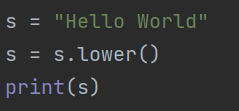 s = "Hello World"
s = s.lower()
print(s)